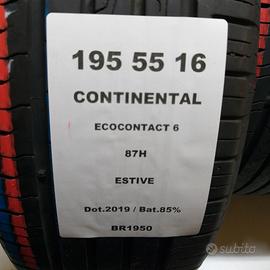 195 55 16
CONTINENTAL
ECOCONTACT 6
87H
ESTIVE
Dot.2019 / Bat.85%
BR1950
subito